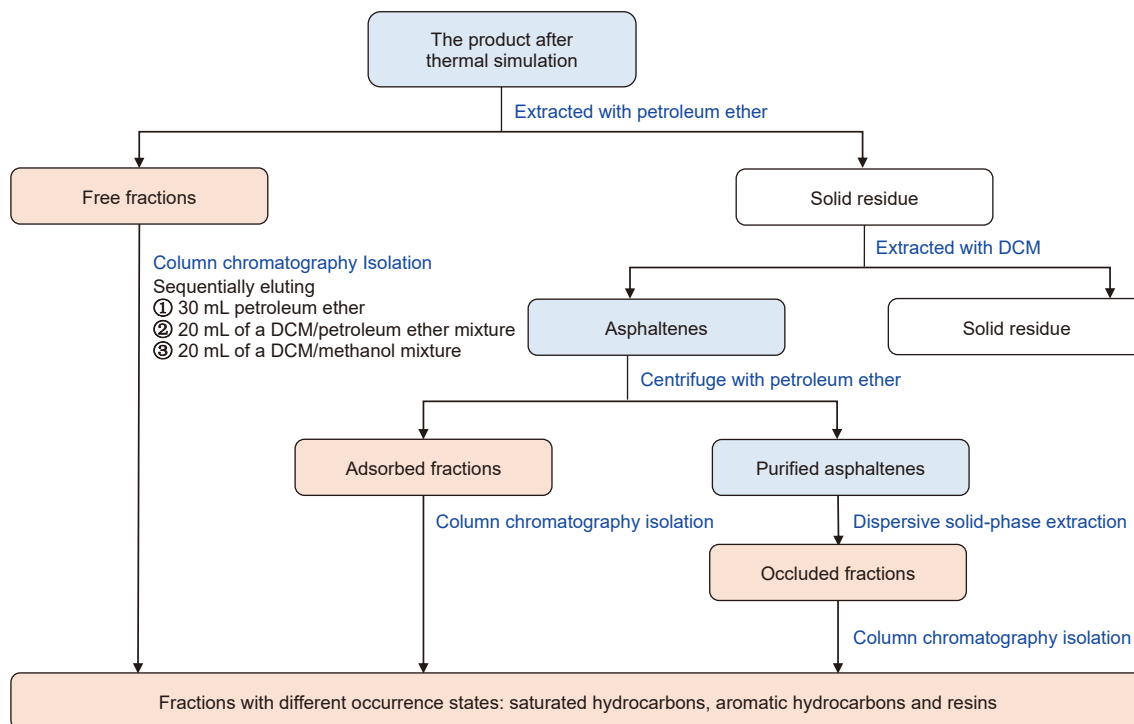 The product after
thermal simulation
Extracted with petroleum ether
Free fractions
Solid residue
Column chromatography Isolation
Sequentially eluting
① 30 mL petroleum ether
② 20 mL of a DCM/petroleum ether mixture
③ 20 mL of a DCM/methanol mixture
Extracted with DCM
Asphaltenes
Solid residue
Centrifuge with petroleum ether
Adsorbed fractions
Purified asphaltenes
Column chromatography isolation
Dispersive solid-phase extraction
Occluded fractions
Column chromatography isolation
Fractions with different occurrence states: saturated hydrocarbons, aromatic hydrocarbons and resins